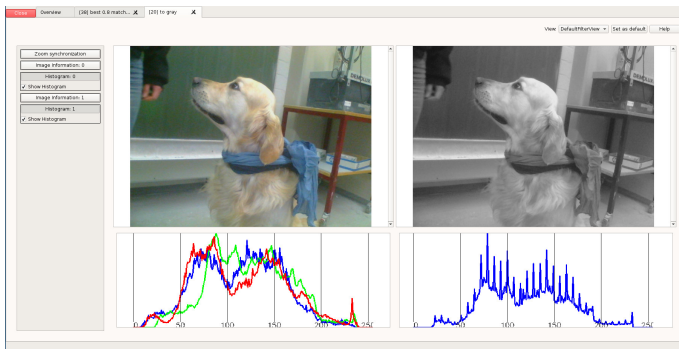 Close Overview (38) best 0.8 match... (20) to gray
View DefaultFilterView Set as default Help
Zoom synchronization
Image Information: 0
Histogram: 0
Show Histogram
Image Information: 1
Histogram: 1
Show Histogram
0 50 100 150 200 250
0 50 100 150 200 250